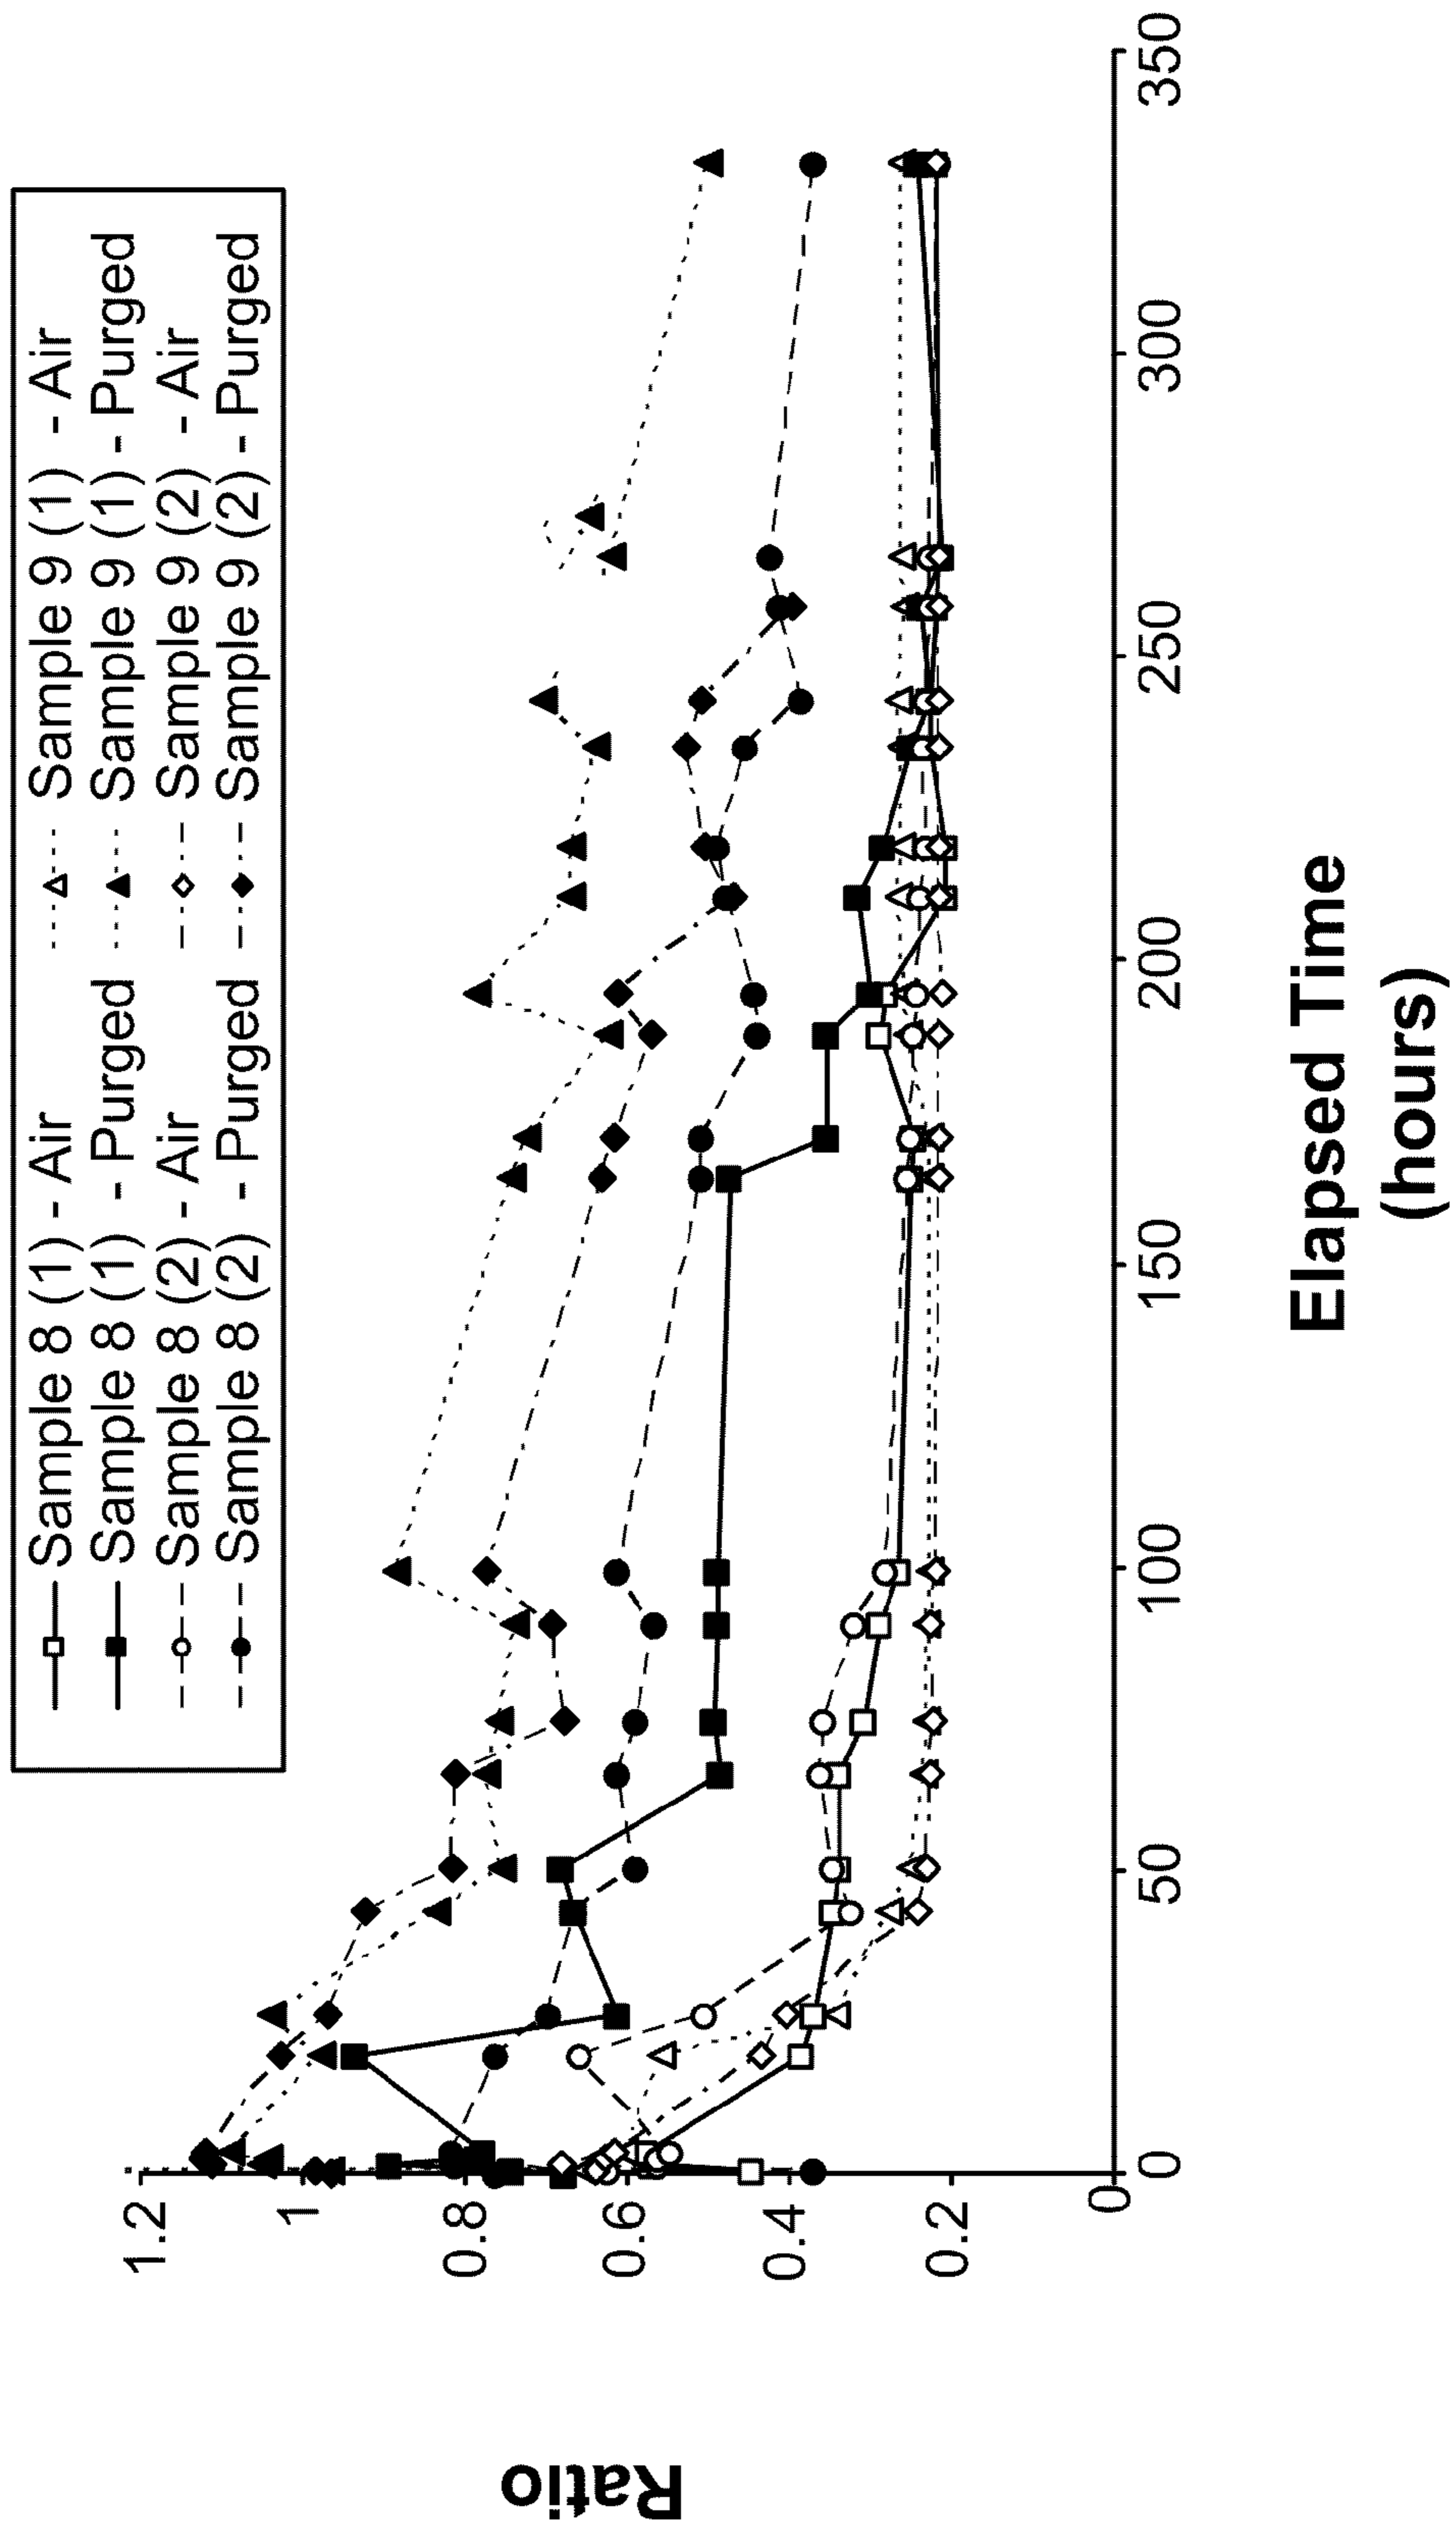 Sample 8 (1) - Air
Sample 9 (1) - Air
Sample 8 (1) - Purged
Sample 9 (1) - Purged
Sample 8 (2) - Air
Sample 9 (2) - Air
Sample 8 (2) - Purged
Sample 9 (2) - Purged
Ratio
1.2
1
0.8
0.6
0.4
0.2
0
0
50
100
150
200
250
300
350
Elapsed Time
(hours)